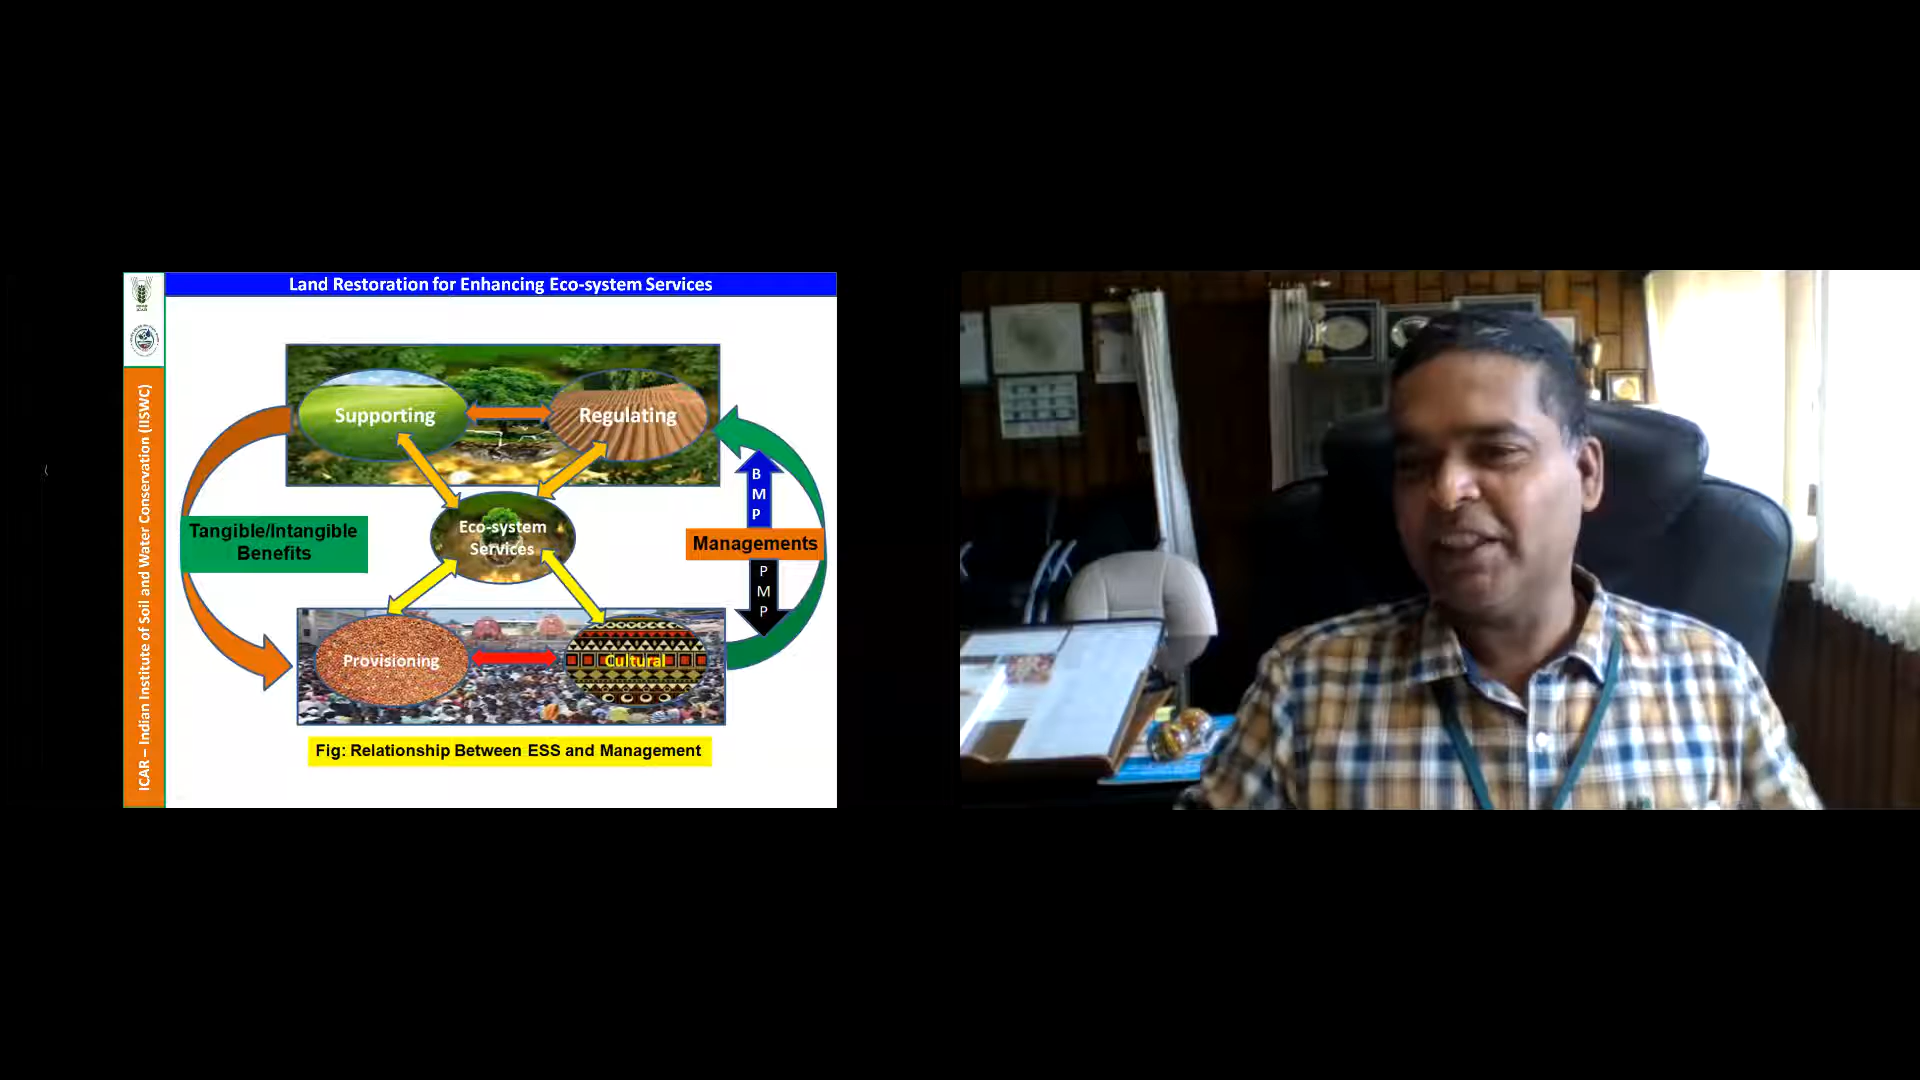 Land Restoration for Enhancing Eco-system Services
ICAR – Indian Institute of Soil and Water Conservation (IISWC)
Supporting
Regulating
Eco-system
Services
Tangible/Intangible
Benefits
B
M
P
Managements
P
M
P
Provisioning
Cultural
Fig: Relationship Between ESS and Management